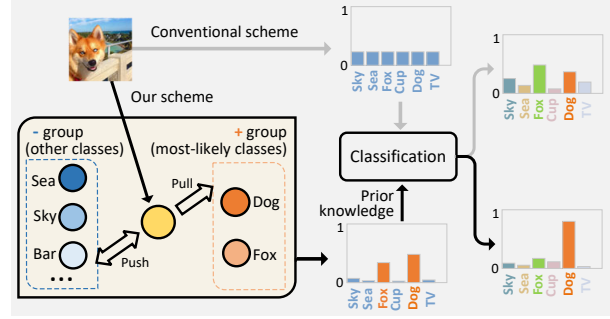 Conventional scheme
Our scheme
- group
(other classes)
+ group
(most-likely classes)
Sea
Sky
Bar
...
Pull
Push
Dog
Fox
1
0
Sky
Sea
Fox
Cup
Dog
TV
Classification
Prior
knowledge
1
0
Sky
Sea
Fox
Cup
Dog
TV
1
0
Sky
Sea
Fox
Cup
Dog
TV
1
0
Sky
Sea
Fox
Cup
Dog
TV